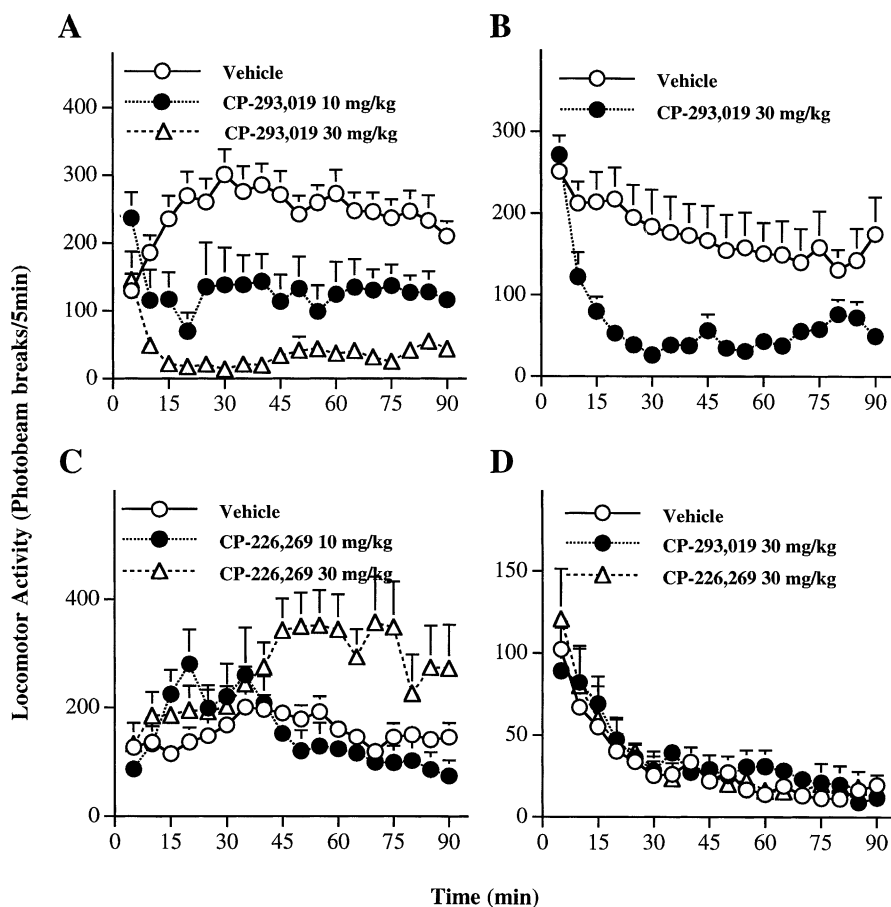 A
Vehicle
CP-293,019 10 mg/kg
CP-293,019 30 mg/kg
400
300
200
100
0
0 15 30 45 60 75 90
B
Vehicle
CP-293,019 30 mg/kg
300
200
100
0
0 15 30 45 60 75 90
C
Vehicle
CP-226,269 10 mg/kg
CP-226,269 30 mg/kg
400
200
0
0 15 30 45 60 75 90
D
Vehicle
CP-293,019 30 mg/kg
CP-226,269 30 mg/kg
150
100
50
0
0 15 30 45 60 75 90
Locomotor Activity (Photobeam breaks/5min)
Time (min)